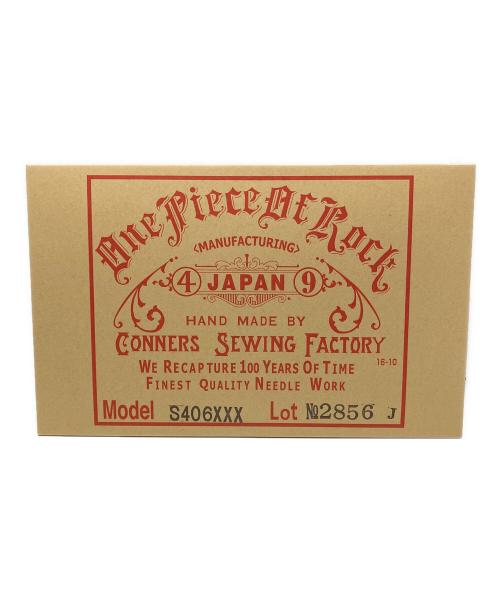 One Piece Of Rock
<MANUFACTURING>
4 JAPAN 9
HAND MADE BY
CONNERS SEWING FACTORY
16-10
WE RECAPTURE 100 YEARS OF TIME
FINEST QUALITY NEEDLE WORK
Model S406XXX Lot №2856 J